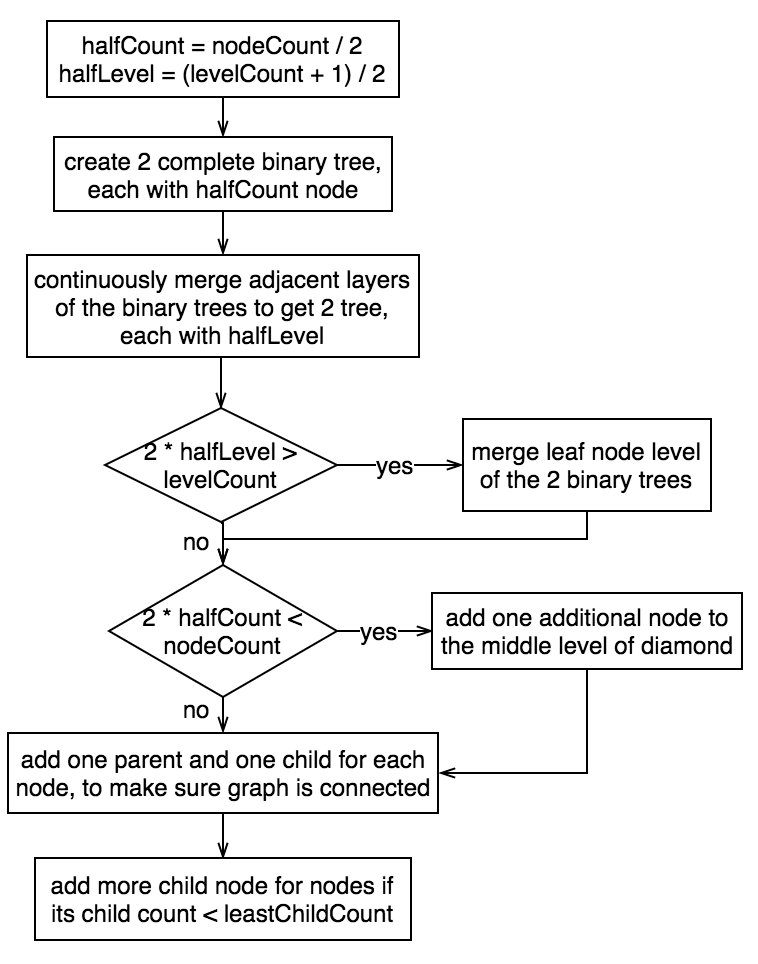 halfCount = nodeCount / 2
halfLevel = (levelCount + 1) / 2
create 2 complete binary tree,
each with halfCount node
continuously merge adjacent layers
of the binary trees to get 2 tree,
each with halfLevel
2 * halfLevel >
levelCount
yes
merge leaf node level
of the 2 binary trees
no
2 * halfCount <
nodeCount
yes
add one additional node to
the middle level of diamond
no
add one parent and one child for each
node, to make sure graph is connected
add more child node for nodes if
its child count < leastChildCount